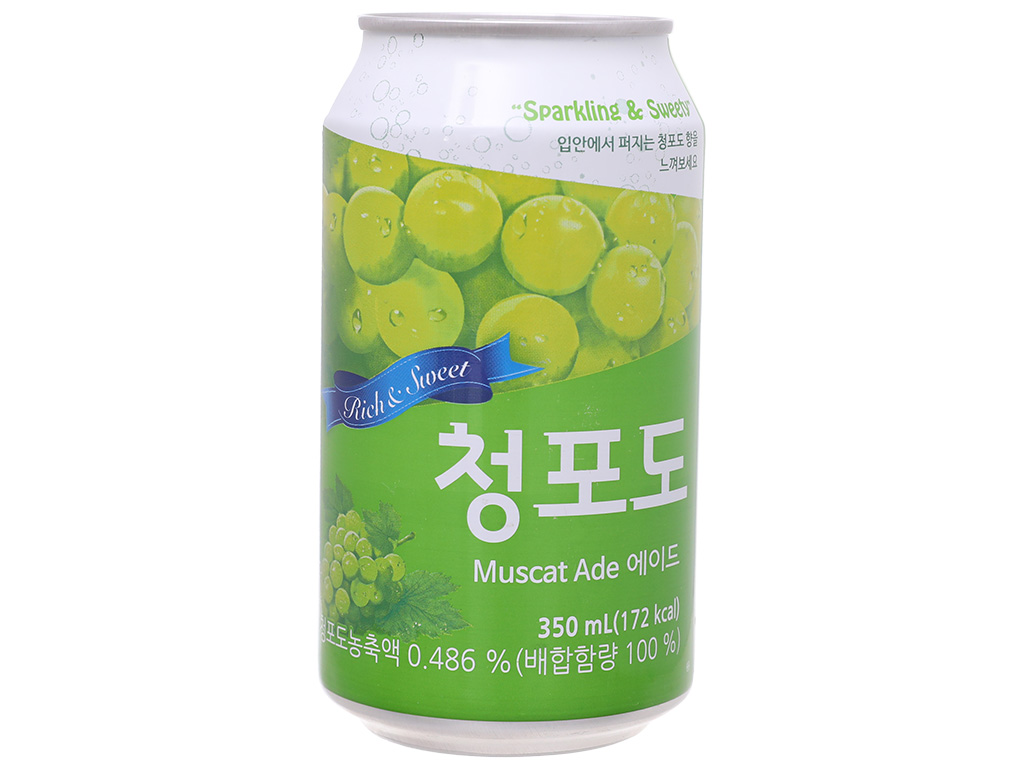 “Sparkling & Sweety”
입안에서 퍼지는 청포도 향을
느껴보세요
Rich & Sweet
청포도
Muscat Ade 에이드
350 mL(172 kcal)
청포도농축액 0.486 % (배합함량 100 %)